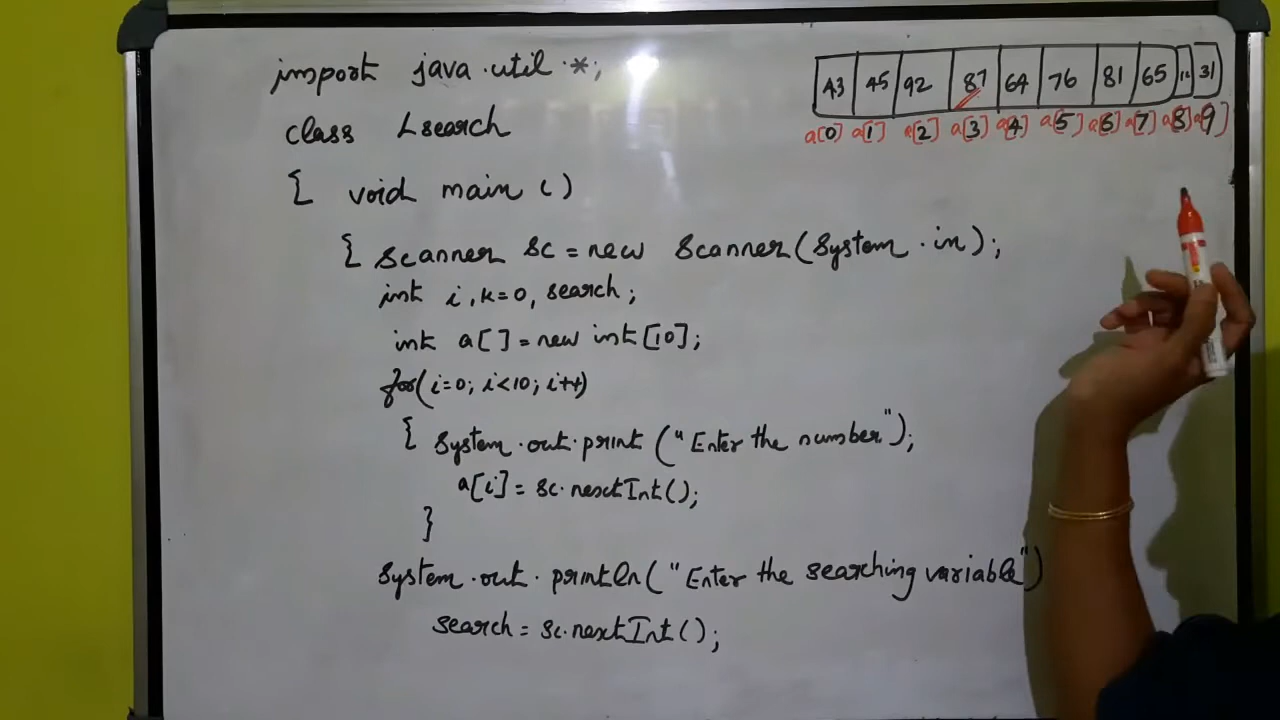 import java.util.*;
class Lsearch
{ void main ()
{ Scanner sc = new Scanner(System.in);
int i, k=0, search;
int a[] = new int[10];
for(i=0; i<10; i++)
{ System.out.print ("Enter the number");
a[i] = sc.nextInt();
}
System.out.println("Enter the searching variable")
search = sc.nextInt();
43 45 92 87 64 76 81 65 31
a[0] a[1] a[2] a[3] a[4] a[5] a[6] a[7] a[8] a[9]